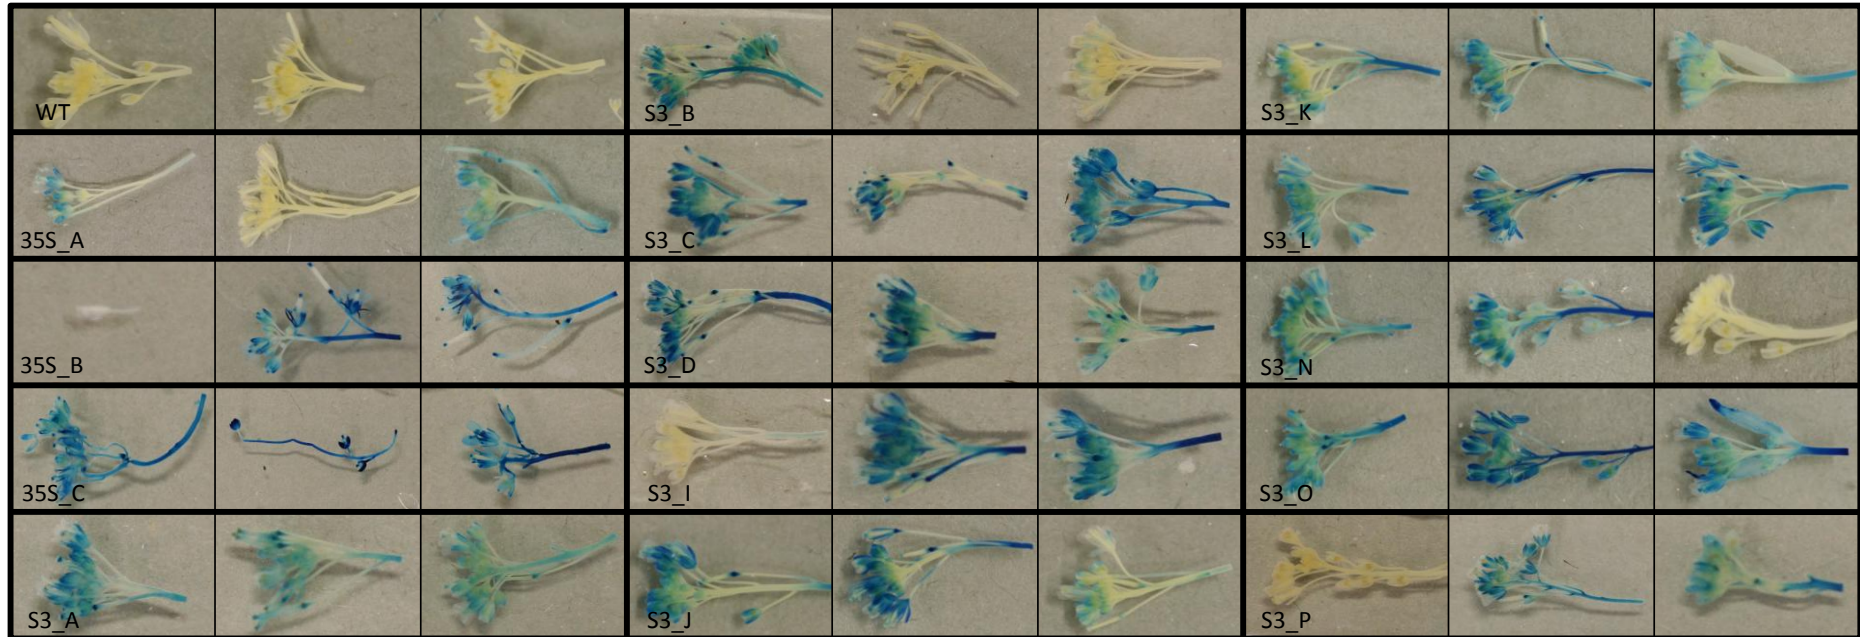 WT
S3_B
S3_K
35S_A
S3_C
S3_L
35S_B
S3_D
S3_N
35S_C
S3_I
S3_O
S3_A
S3_J
S3_P